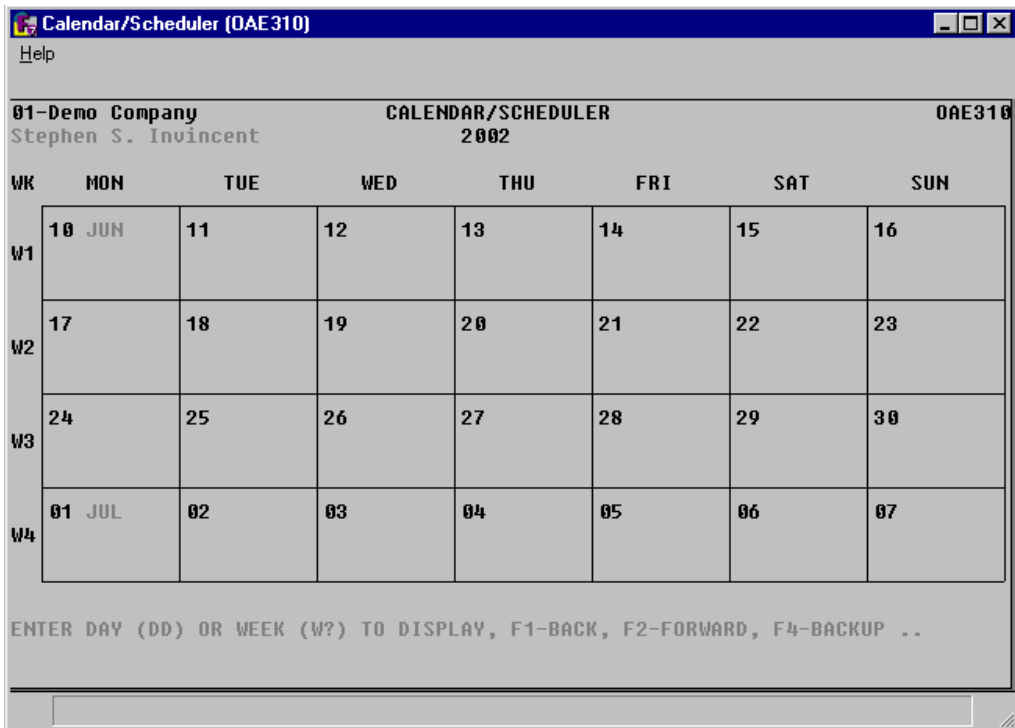 Calendar/Scheduler (OAE310)
Help
01-Demo Company CALENDAR/SCHEDULER OAE310
Stephen S. Invincent 2002
WK MON TUE WED THU FRI SAT SUN
W1 10 JUN 11 12 13 14 15 16
W2 17 18 19 20 21 22 23
W3 24 25 26 27 28 29 30
W4 01 JUL 02 03 04 05 06 07
ENTER DAY (DD) OR WEEK (W?) TO DISPLAY, F1-BACK, F2-FORWARD, F4-BACKUP ..